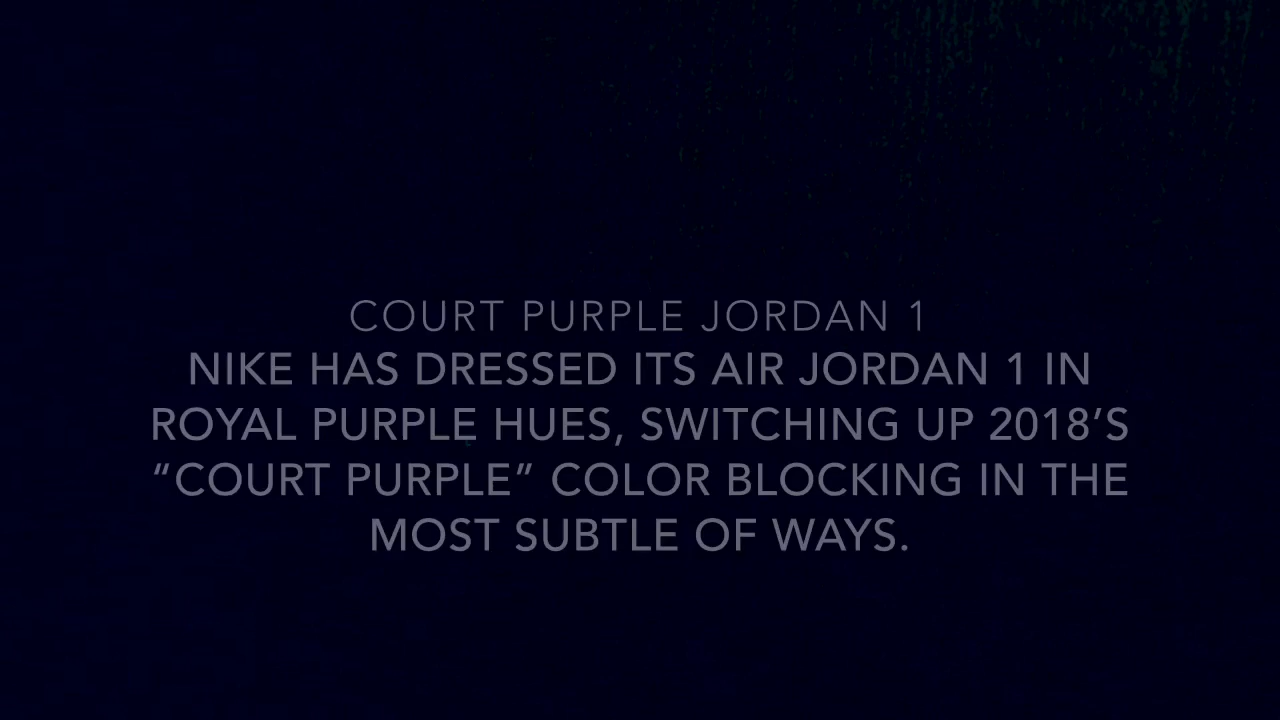 COURT PURPLE JORDAN 1
NIKE HAS DRESSED ITS AIR JORDAN 1 IN
ROYAL PURPLE HUES, SWITCHING UP 2018’S
“COURT PURPLE” COLOR BLOCKING IN THE
MOST SUBTLE OF WAYS.